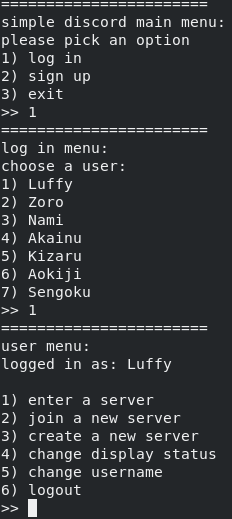 =======================
simple discord main menu:
please pick an option
1) log in
2) sign up
3) exit
>> 1
=======================
log in menu:
choose a user:
1) Luffy
2) Zoro
3) Nami
4) Akainu
5) Kizaru
6) Aokiji
7) Sengoku
>> 1
=======================
user menu:
logged in as: Luffy

1) enter a server
2) join a new server
3) create a new server
4) change display status
5) change username
6) logout
>>